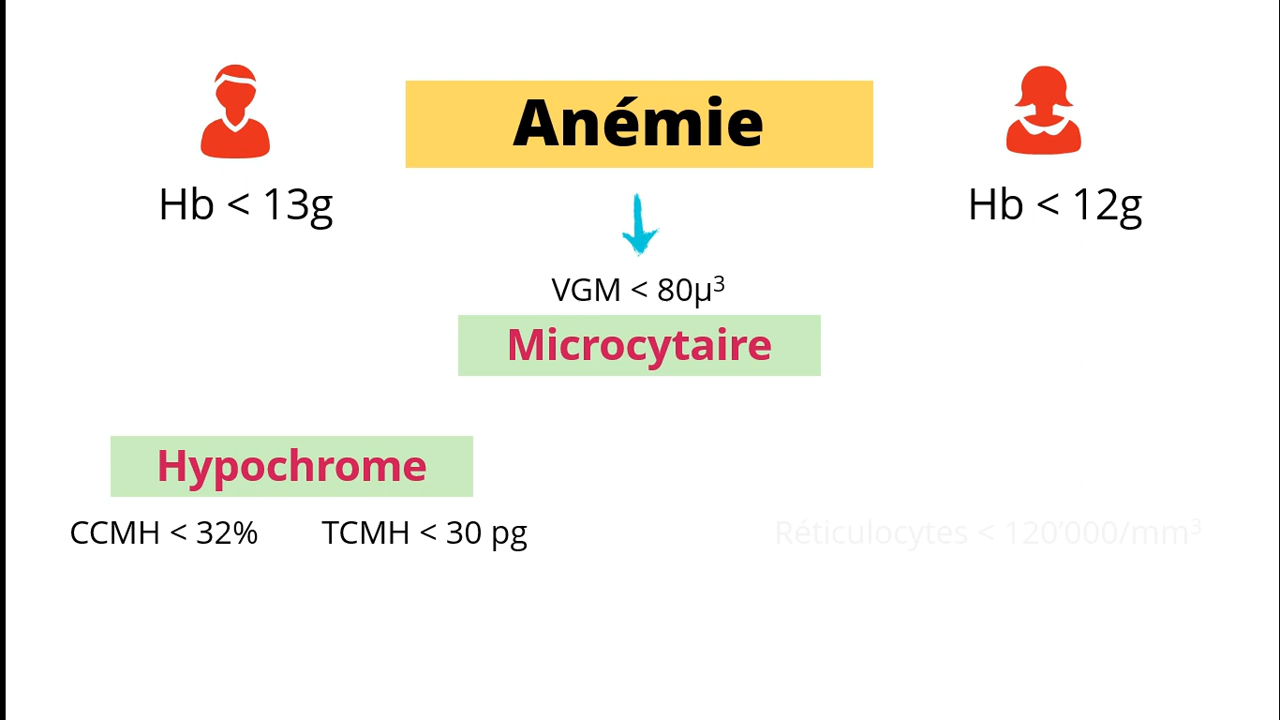 Anémie
Hb < 13g
Hb < 12g
VGM < 80µ³
Microcytaire
Hypochrome
CCMH < 32%
TCMH < 30 pg
Réticulocytes < 120’000/mm³